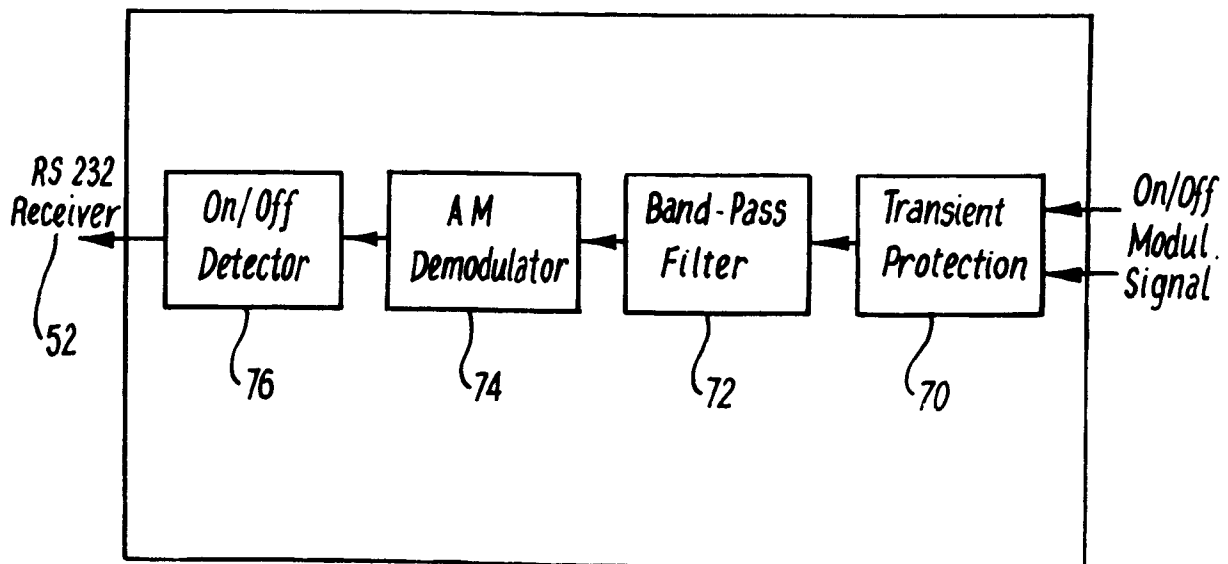 RS 232
Receiver
52
On/Off
Detector
76
AM
Demodulator
74
Band-Pass
Filter
72
Transient
Protection
70
On/Off
Modul.
Signal